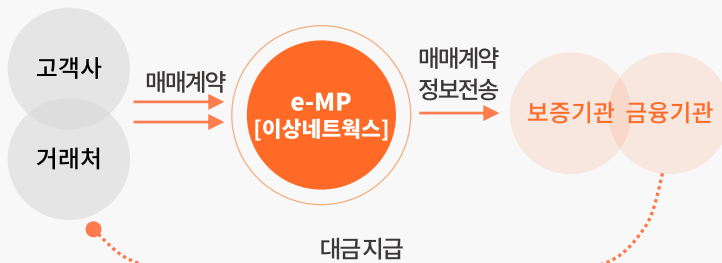 고객사
거래처
매매계약
e-MP
[이상네트웍스]
매매계약
정보전송
보증기관
금융기관
대금지급